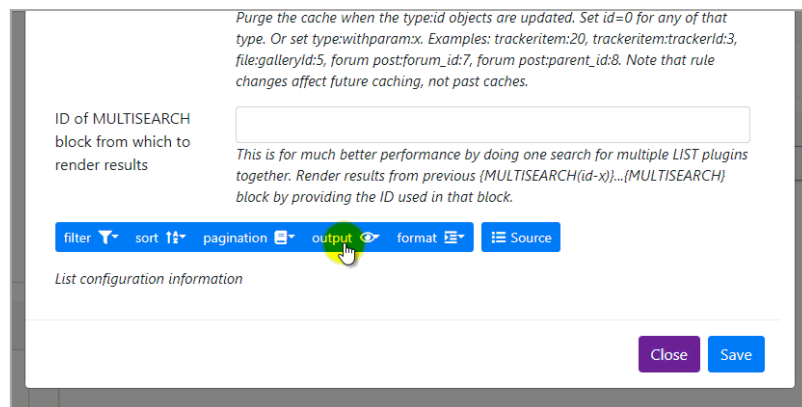 Purge the cache when the type:id objects are updated. Set id=0 for any of that
type. Or set type:withparam:x. Examples: trackeritem:20, trackeritem:trackerId:3,
file:galleryId:5, forum post:forum_id:7, forum post:parent_id:8. Note that rule
changes affect future caching, not past caches.
ID of MULTISEARCH
block from which to
render results
This is for much better performance by doing one search for multiple LIST plugins
together. Render results from previous {MULTISEARCH(id-x)}...{MULTISEARCH}
block by providing the ID used in that block.
filter sort pagination output format Source
List configuration information
Close Save